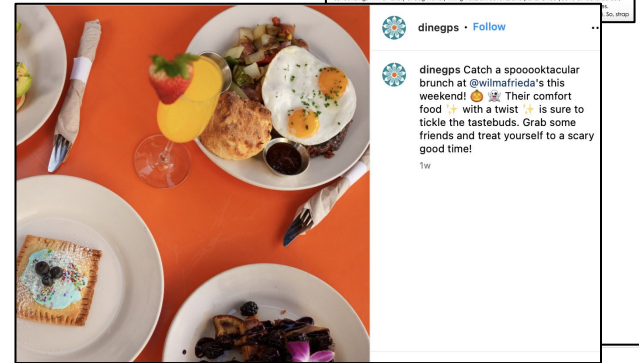 es.
. So, strap
dinegps • Follow
dinegps Catch a spooooktacular
brunch at @wilmafrieda's this
weekend! 🎃 👻 Their comfort
food ✨ with a twist ✨ is sure to
tickle the tastebuds. Grab some
friends and treat yourself to a scary
good time!
1w